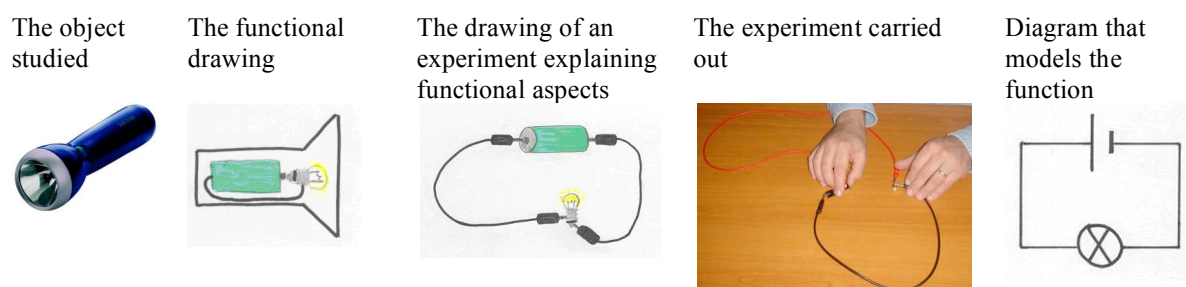 The object
studied
The functional
drawing
The drawing of an
experiment explaining
functional aspects
The experiment carried
out
Diagram that
models the
function